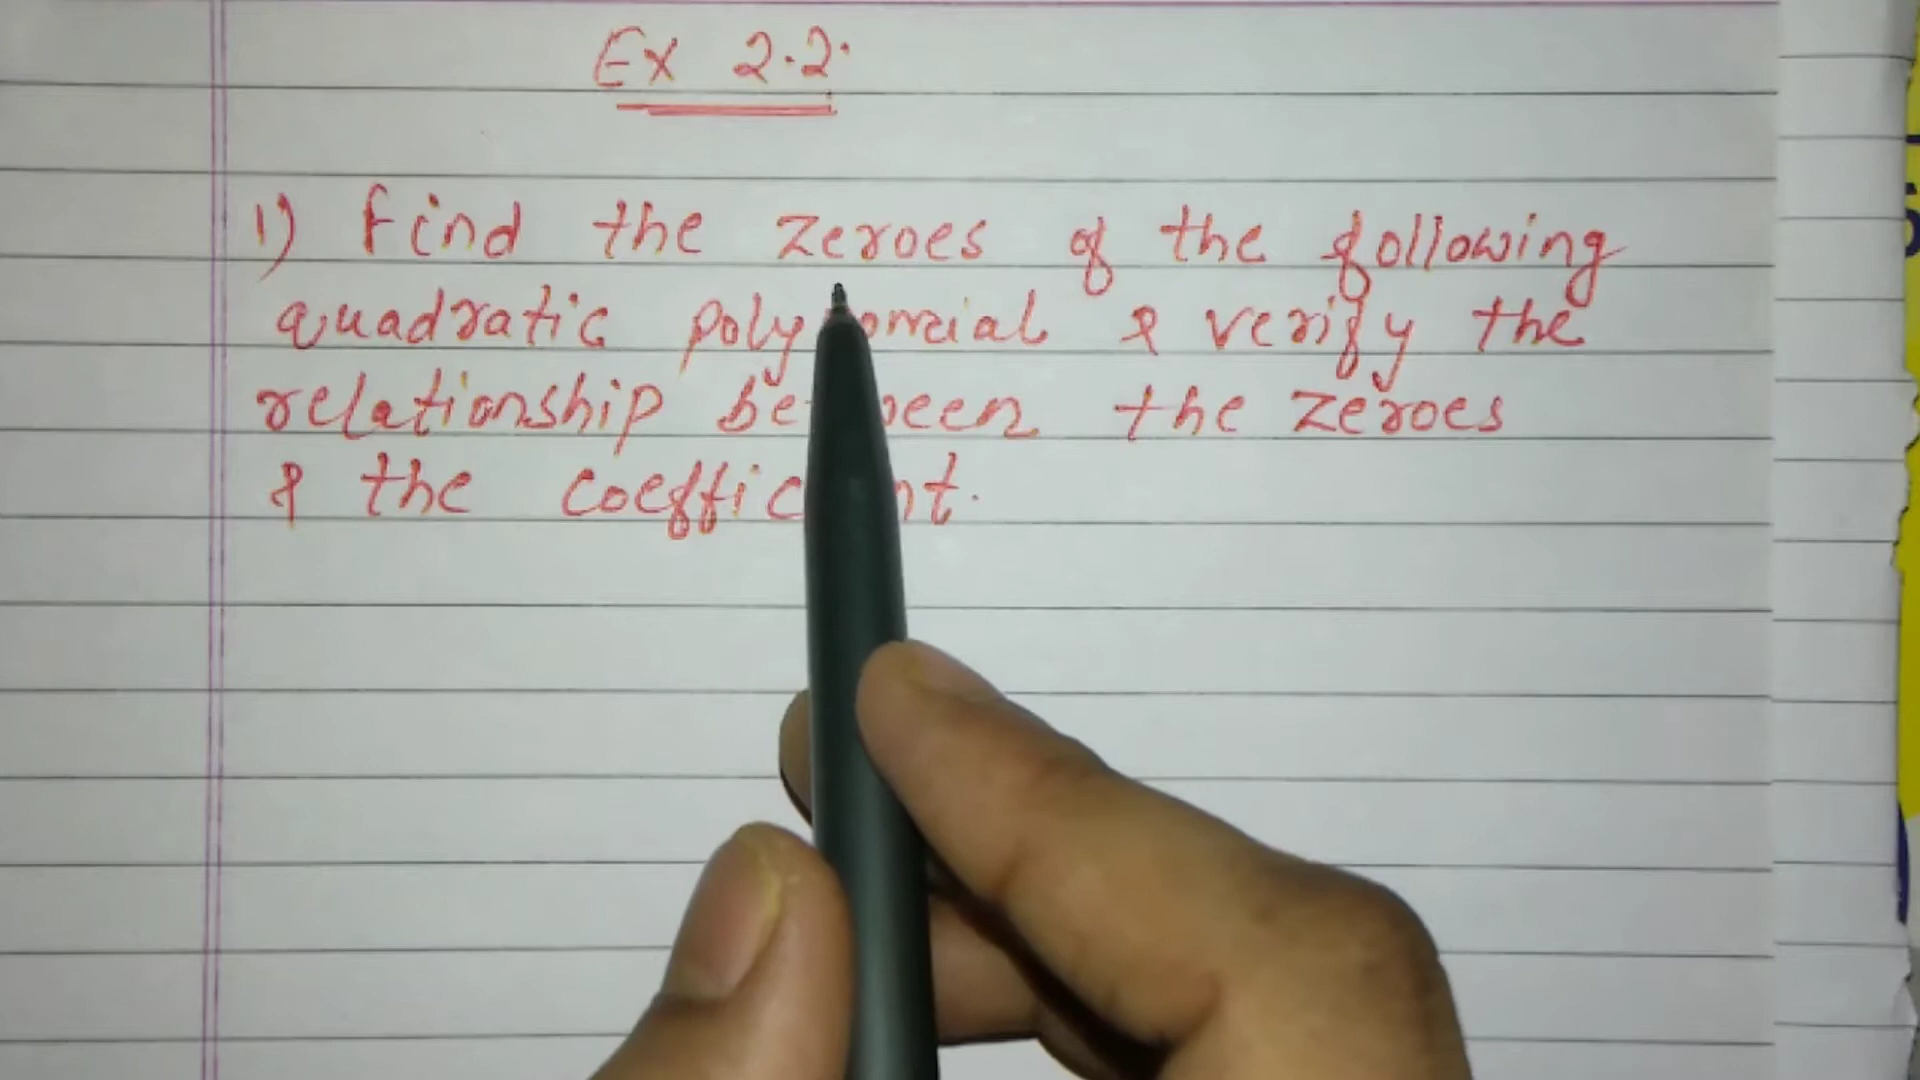 Ex 2.2.
1) Find the zeroes of the following
quadratic & verify the
relationship the zeroes
& the